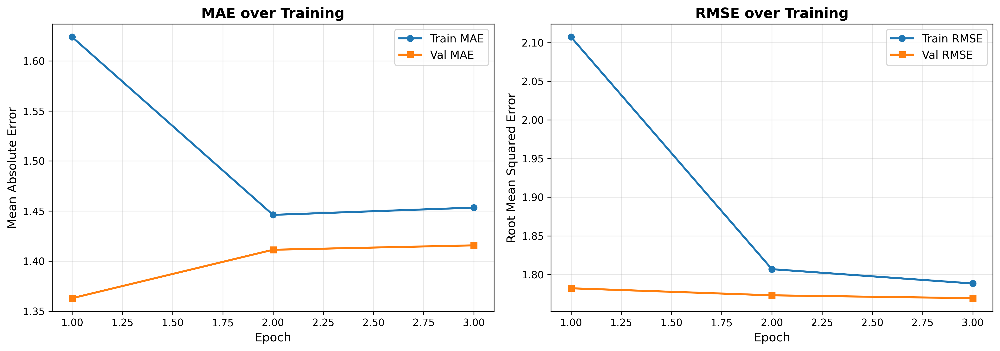 MAE over Training
Mean Absolute Error
1.60
1.55
1.50
1.45
1.40
1.35
Train MAE
Val MAE
1.00 1.25 1.50 1.75 2.00 2.25 2.50 2.75 3.00
Epoch
RMSE over Training
Root Mean Squared Error
2.10
2.05
2.00
1.95
1.90
1.85
1.80
Train RMSE
Val RMSE
1.00 1.25 1.50 1.75 2.00 2.25 2.50 2.75 3.00
Epoch